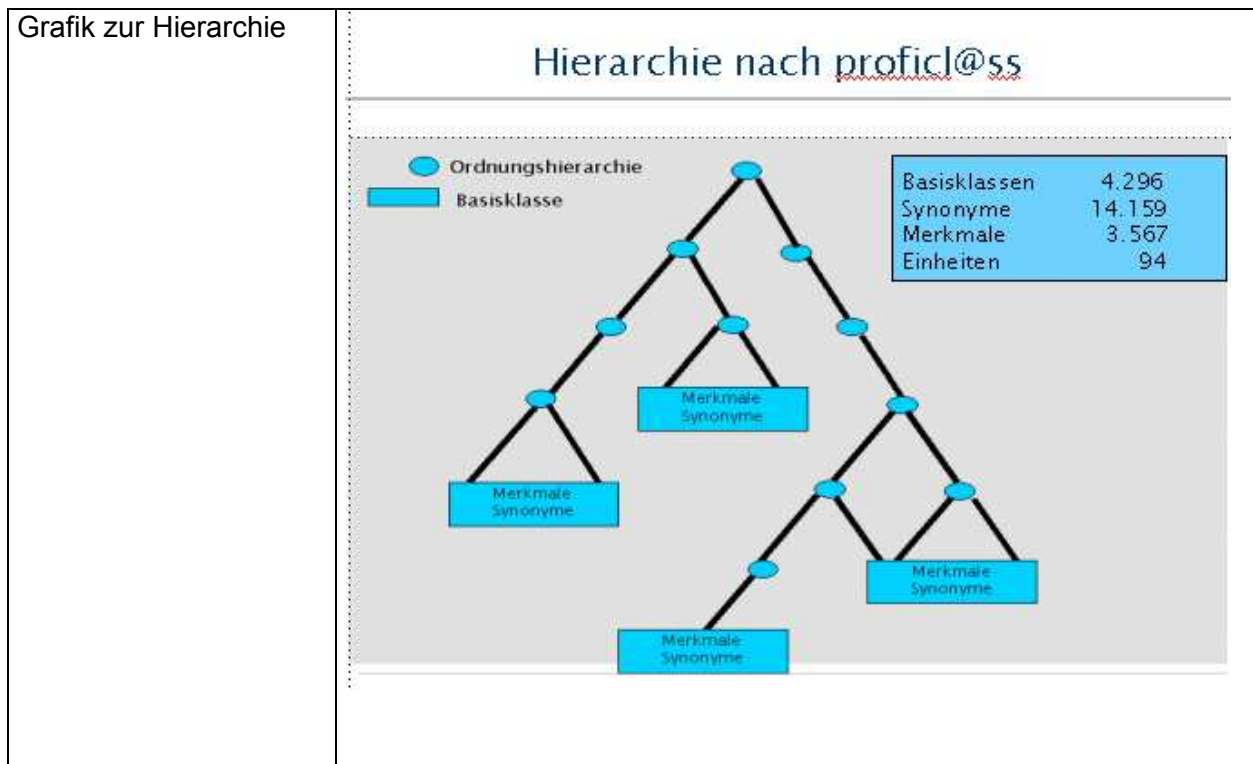 Grafik zur Hierarchie
Hierarchie nach proficl@ss
Ordnungshierarchie
Basisklasse
Basisklassen 4.296
Synonyme 14.159
Merkmale 3.567
Einheiten 94
Merkmale
Synonyme
Merkmale
Synonyme
Merkmale
Synonyme
Merkmale
Synonyme